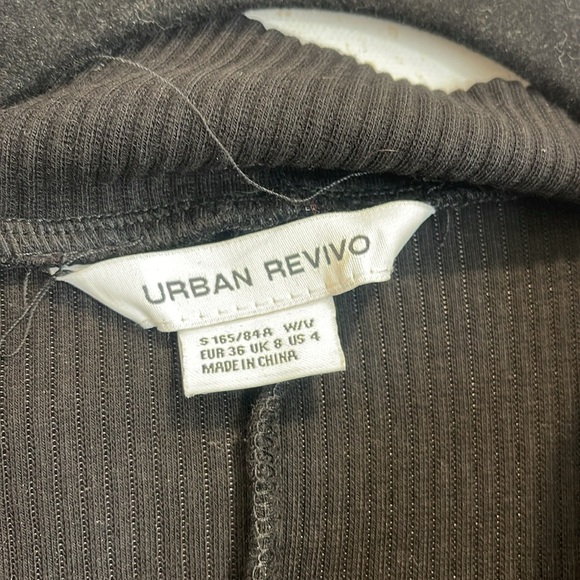 URBAN REVIVO
S 165/84A W/V
EUR 36 UK 8 US 4
MADE IN CHINA